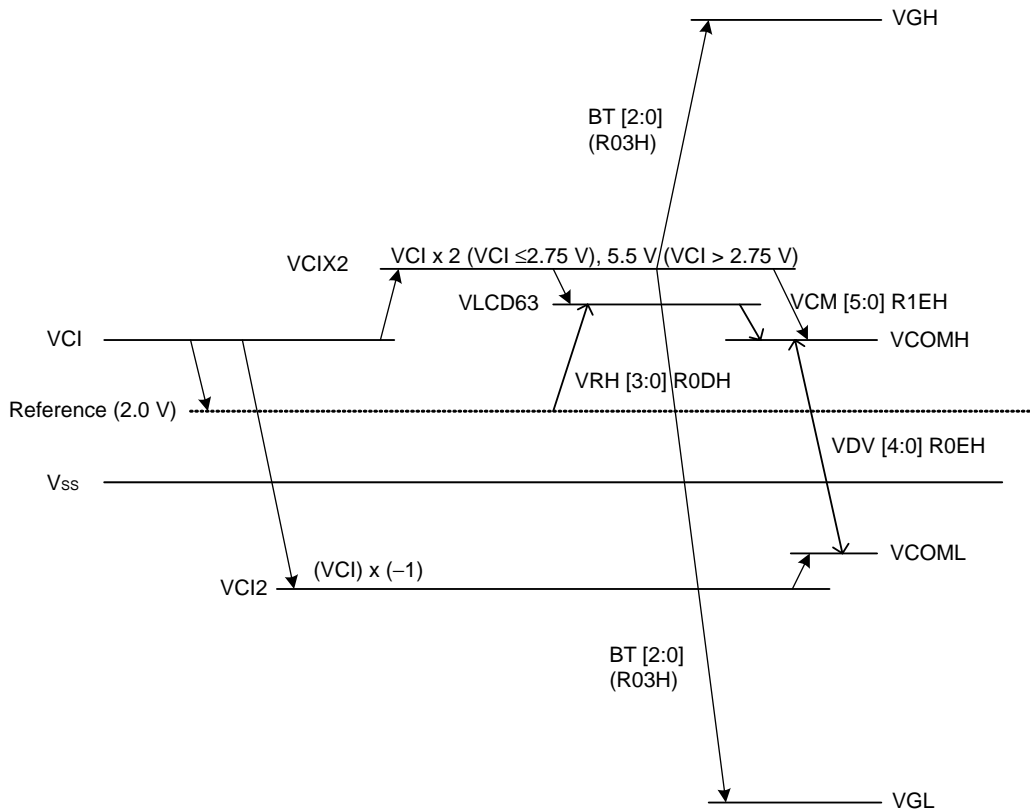 VGH
BT [2:0]
(R03H)
VCI x 2 (VCI ≤2.75 V), 5.5 V (VCI > 2.75 V)
VCIX2
VLCD63
VCM [5:0] R1EH
VCI
VCOMH
VRH [3:0] R0DH
Reference (2.0 V)
VDV [4:0] R0EH
VSS
VCOML
(VCI) x (−1)
VCI2
BT [2:0]
(R03H)
VGL